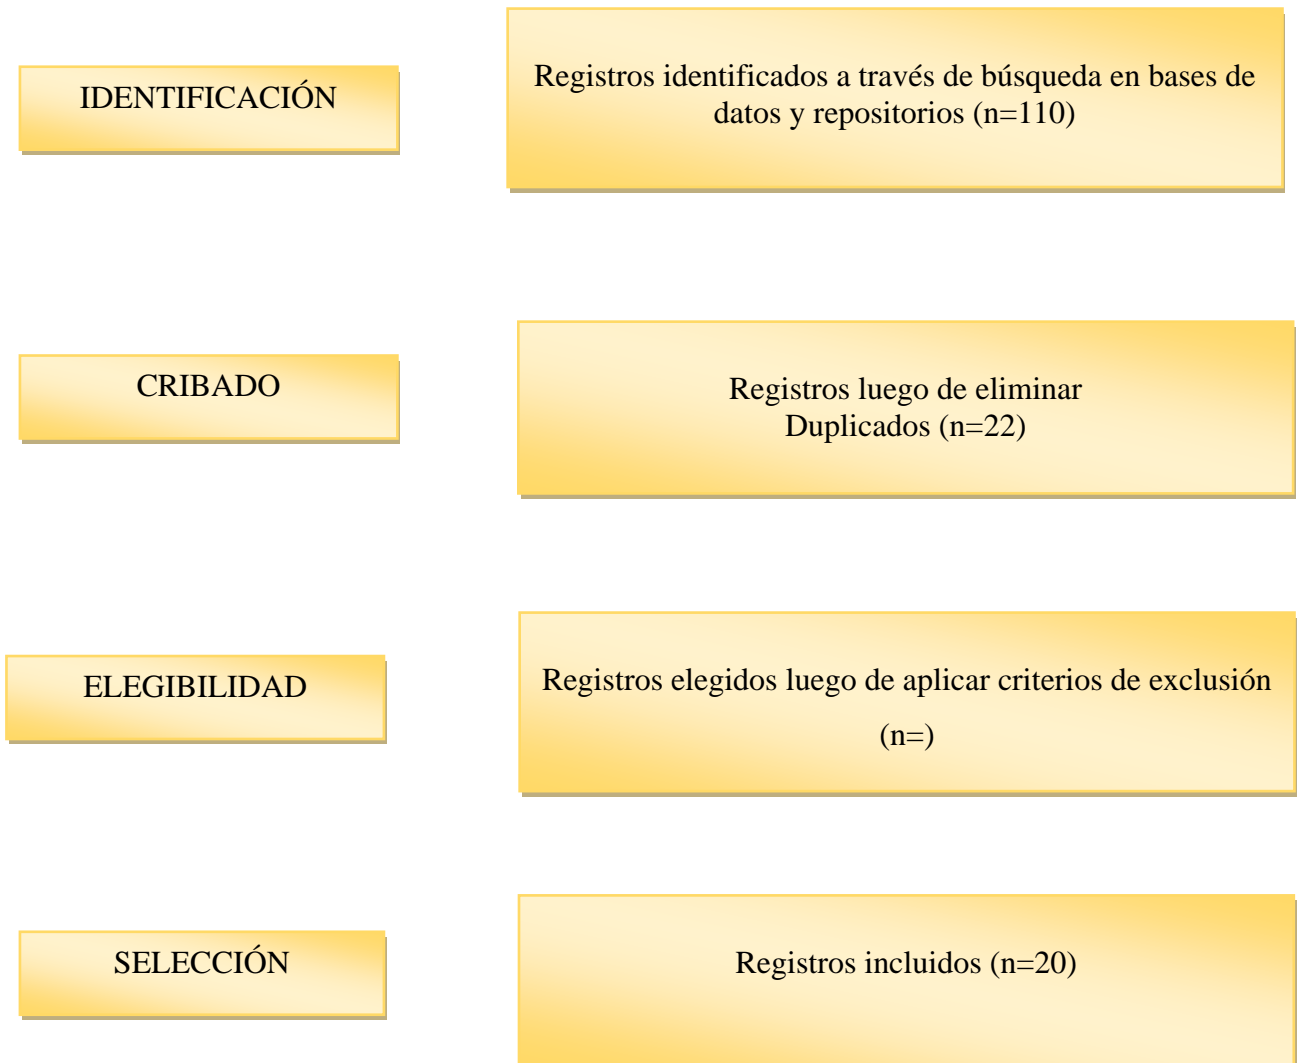 IDENTIFICACIÓN
Registros identificados a través de búsqueda en bases de
datos y repositorios (n=110)
CRIBADO
Registros luego de eliminar
Duplicados (n=22)
ELEGIBILIDAD
Registros elegidos luego de aplicar criterios de exclusión
(n=)
SELECCIÓN
Registros incluidos (n=20)